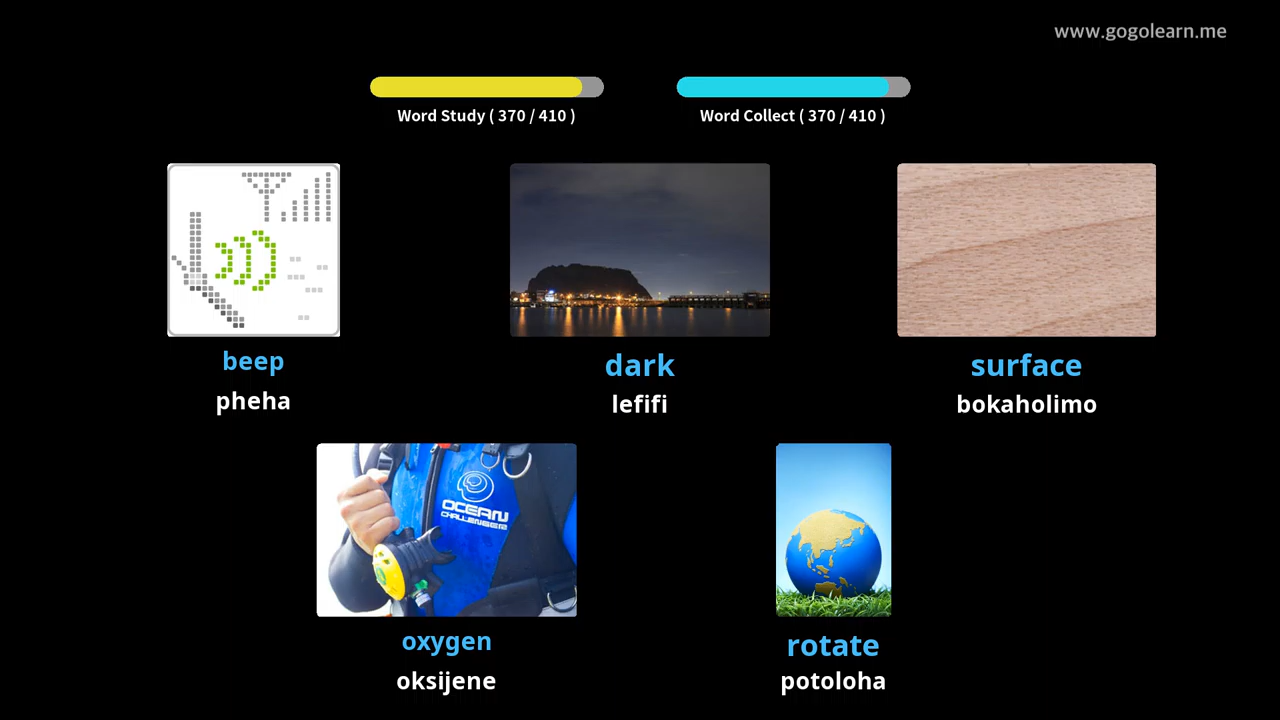 www.gogolearn.me
Word Study ( 370 / 410 )
Word Collect ( 370 / 410 )
beep
pheha
dark
lefifi
surface
bokaholimo
OCEAN
CHALLENGER
oxygen
oksijene
rotate
potoloha